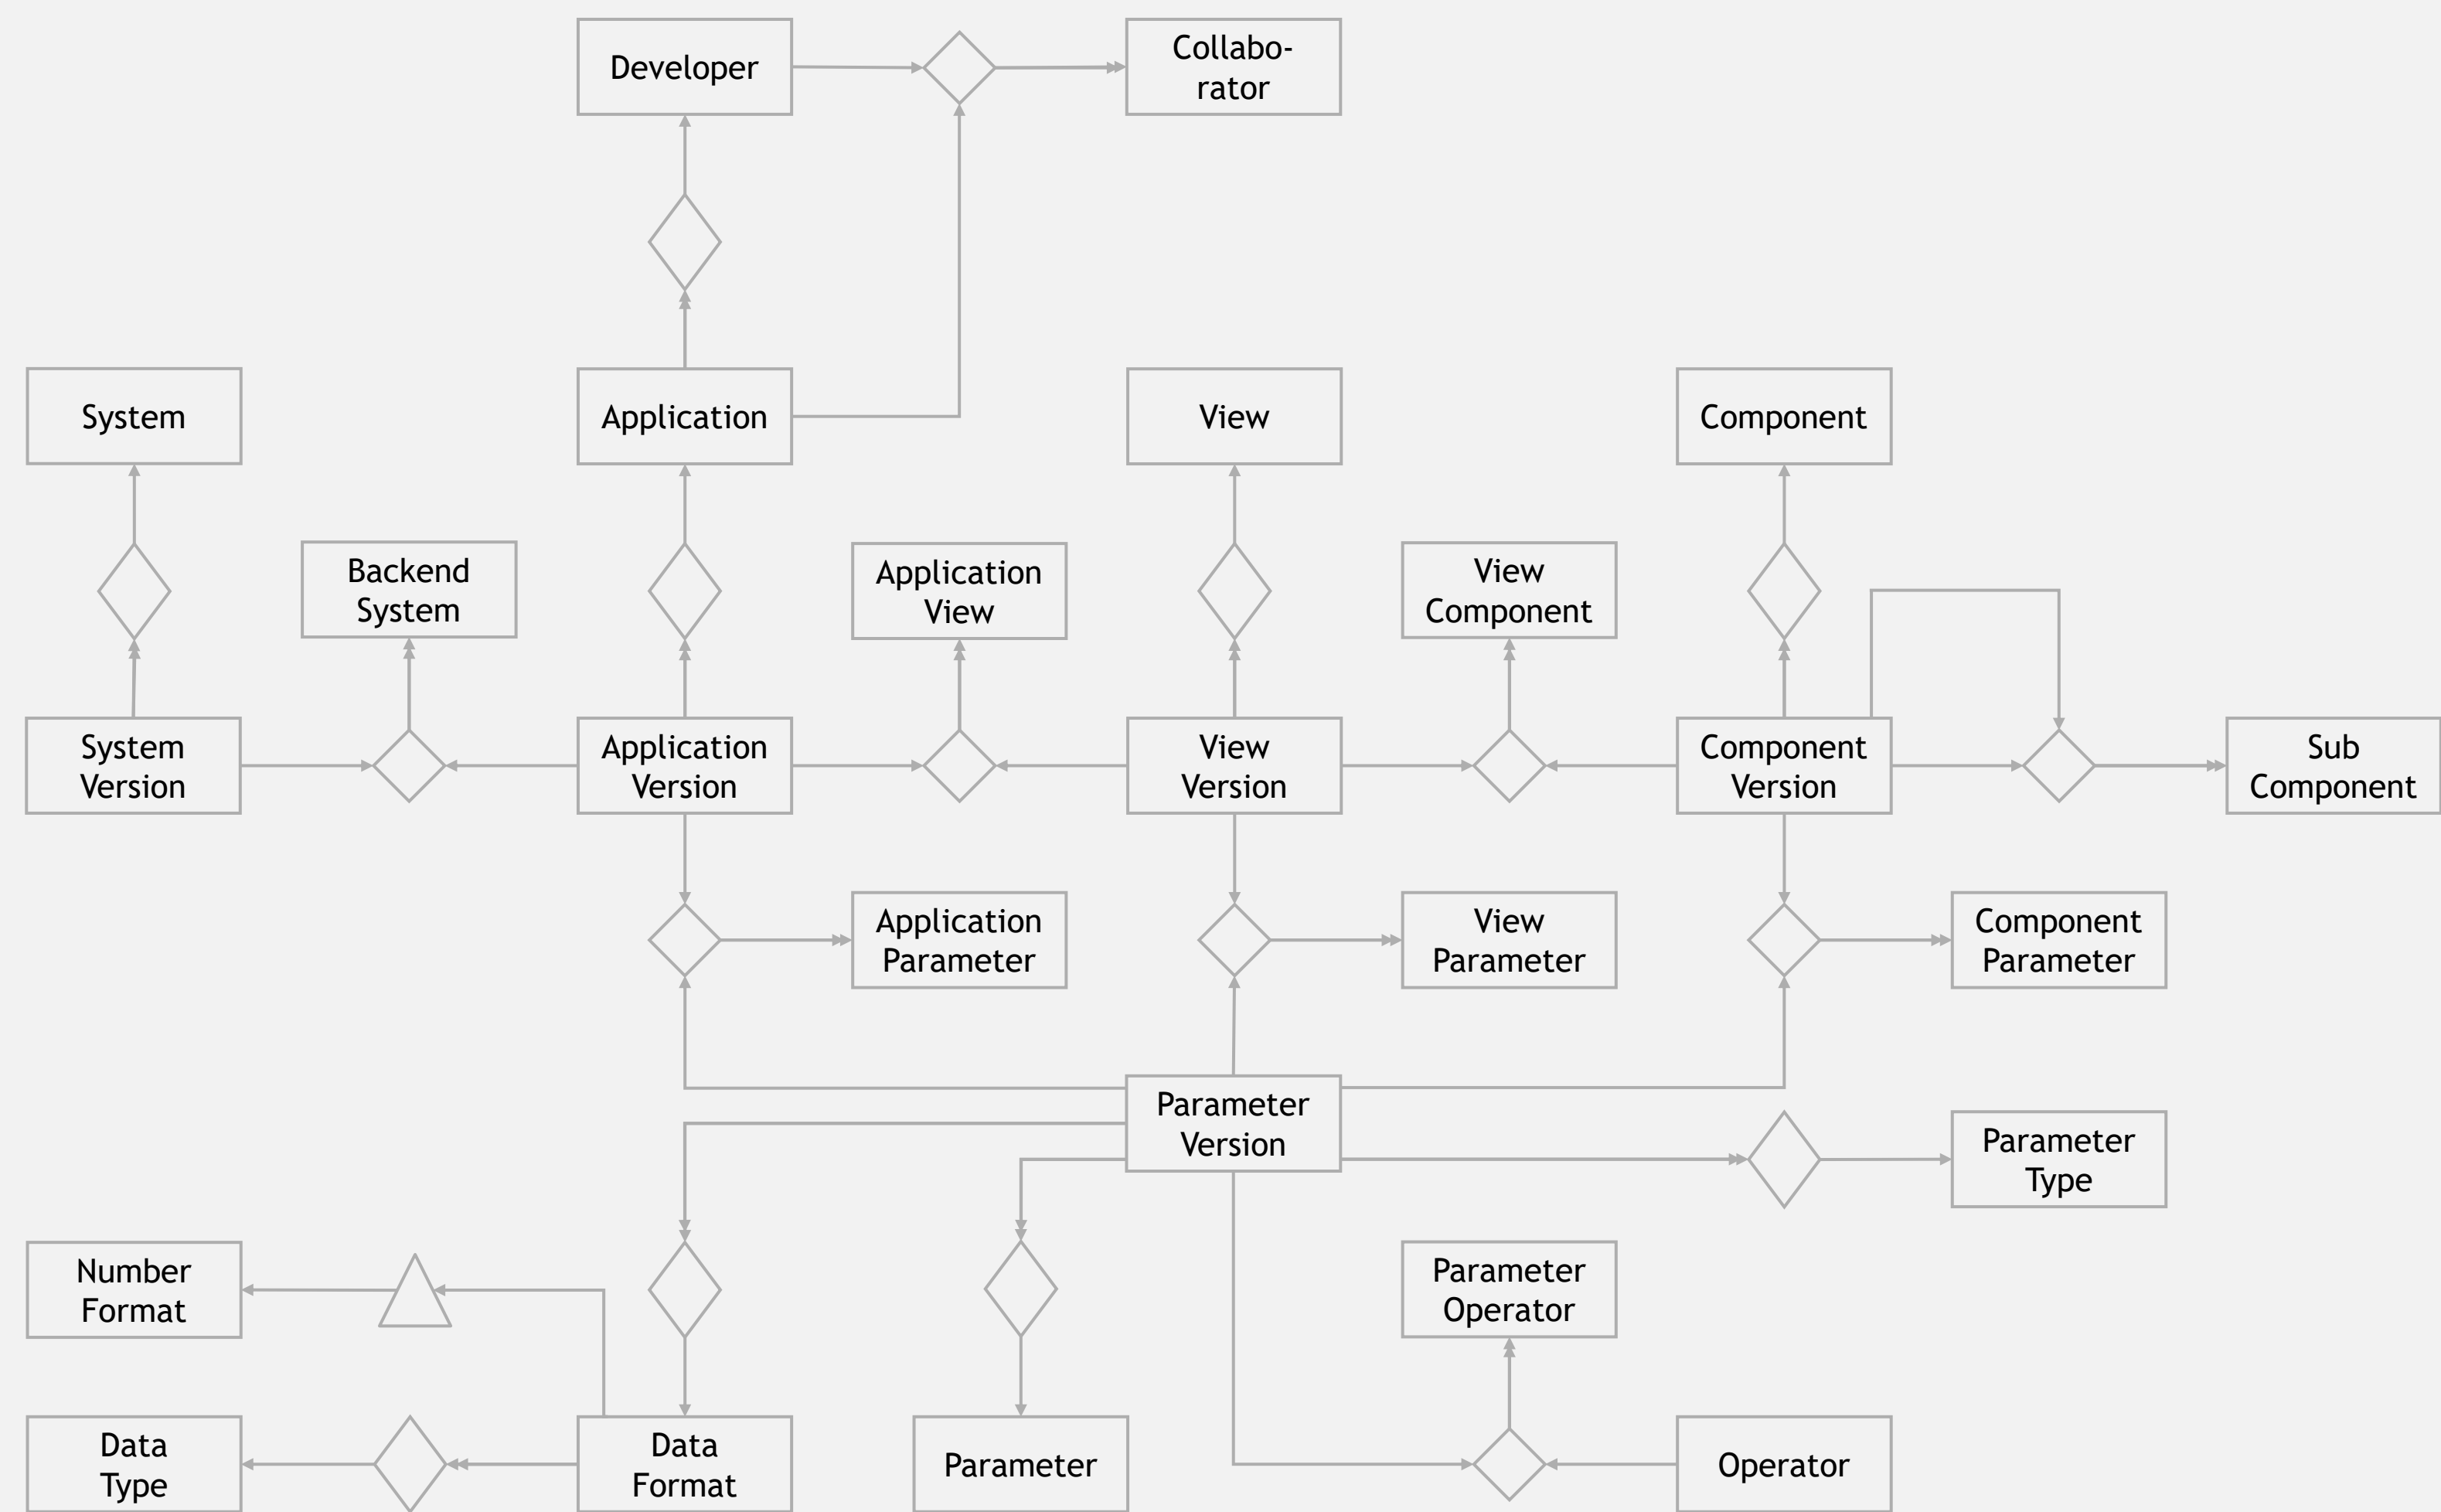 Developer
Collabo-
rator
System
Application
View
Component
Backend
System
Application
View
View
Component
System
Version
Application
Version
View
Version
Component
Version
Sub
Component
Application
Parameter
View
Parameter
Component
Parameter
Parameter
Version
Parameter
Type
Number
Format
Parameter
Operator
Data
Type
Data
Format
Parameter
Operator